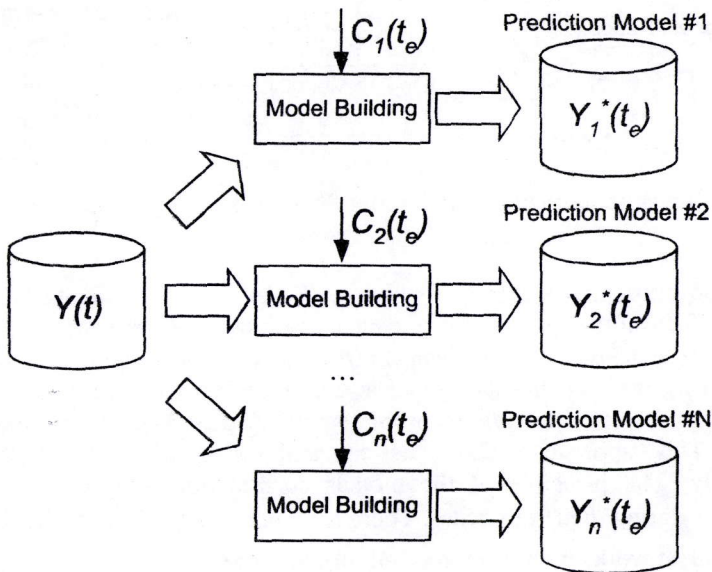 Prediction Model #1
C₁(tₑ)
Model Building
Y₁*(tₑ)
Prediction Model #2
C₂(tₑ)
Y(t)
Model Building
Y₂*(tₑ)
...
Prediction Model #N
Cₙ(tₑ)
Model Building
Yₙ*(tₑ)